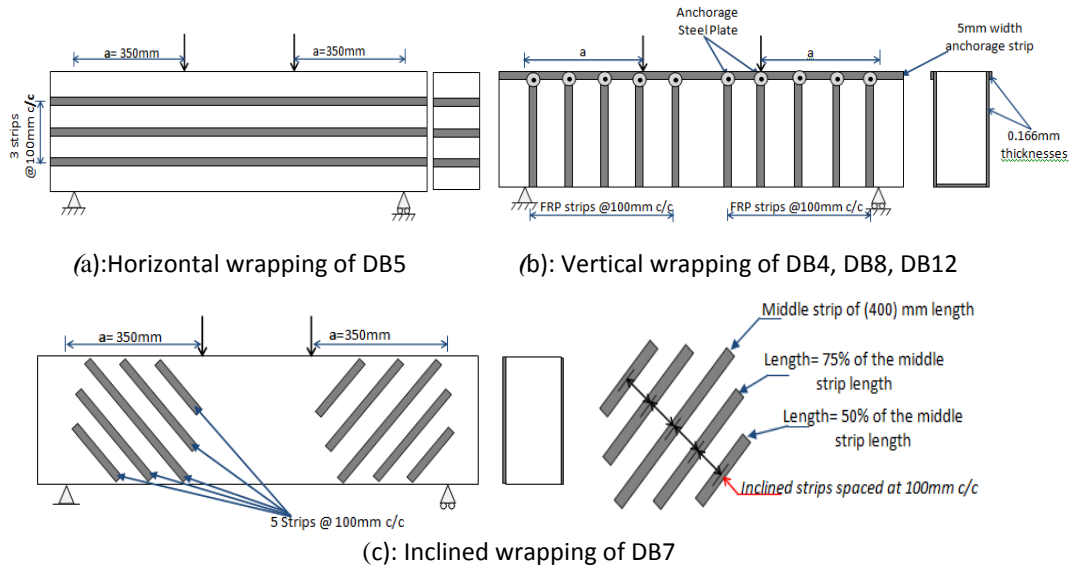 a= 350mm
a=350mm
3 strips
@100mm c/c
(a):Horizontal wrapping of DB5
Anchorage
Steel Plate
5mm width
anchorage strip
a
a
0.166mm
thicknesses
FRP strips @100mm c/c
FRP strips @100mm c/c
(b): Vertical wrapping of DB4, DB8, DB12
a= 350mm
a=350mm
5 Strips @ 100mm c/c
Middle strip of (400) mm length
Length= 75% of the middle
strip length
Length= 50% of the middle
strip length
Inclined strips spaced at 100mm c/c
(c): Inclined wrapping of DB7